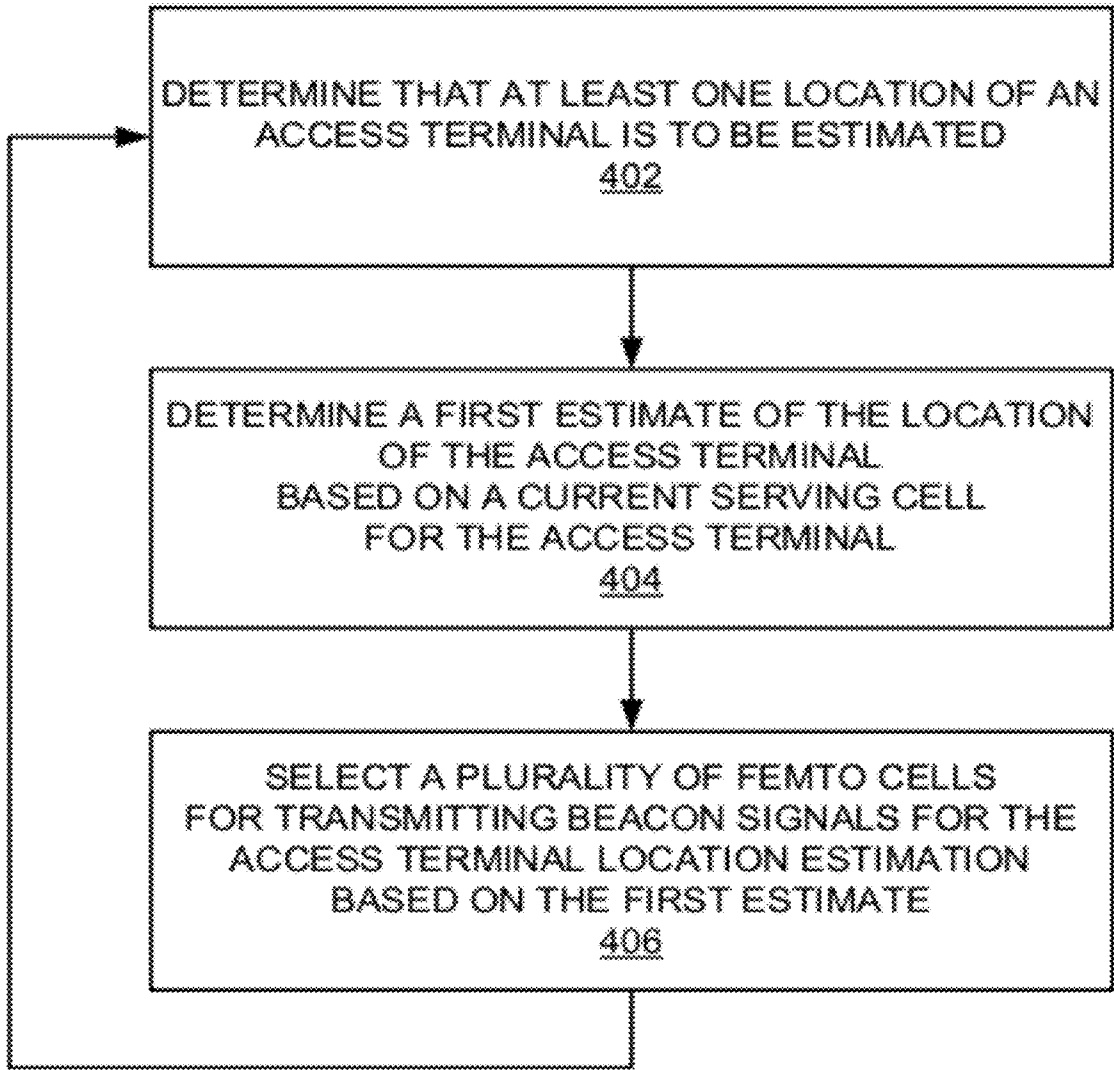 DETERMINE THAT AT LEAST ONE LOCATION OF AN
ACCESS TERMINAL IS TO BE ESTIMATED
402
DETERMINE A FIRST ESTIMATE OF THE LOCATION
OF THE ACCESS TERMINAL
BASED ON A CURRENT SERVING CELL
FOR THE ACCESS TERMINAL
404
SELECT A PLURALITY OF FEMTO CELLS
FOR TRANSMITTING BEACON SIGNALS FOR THE
ACCESS TERMINAL LOCATION ESTIMATION
BASED ON THE FIRST ESTIMATE
406